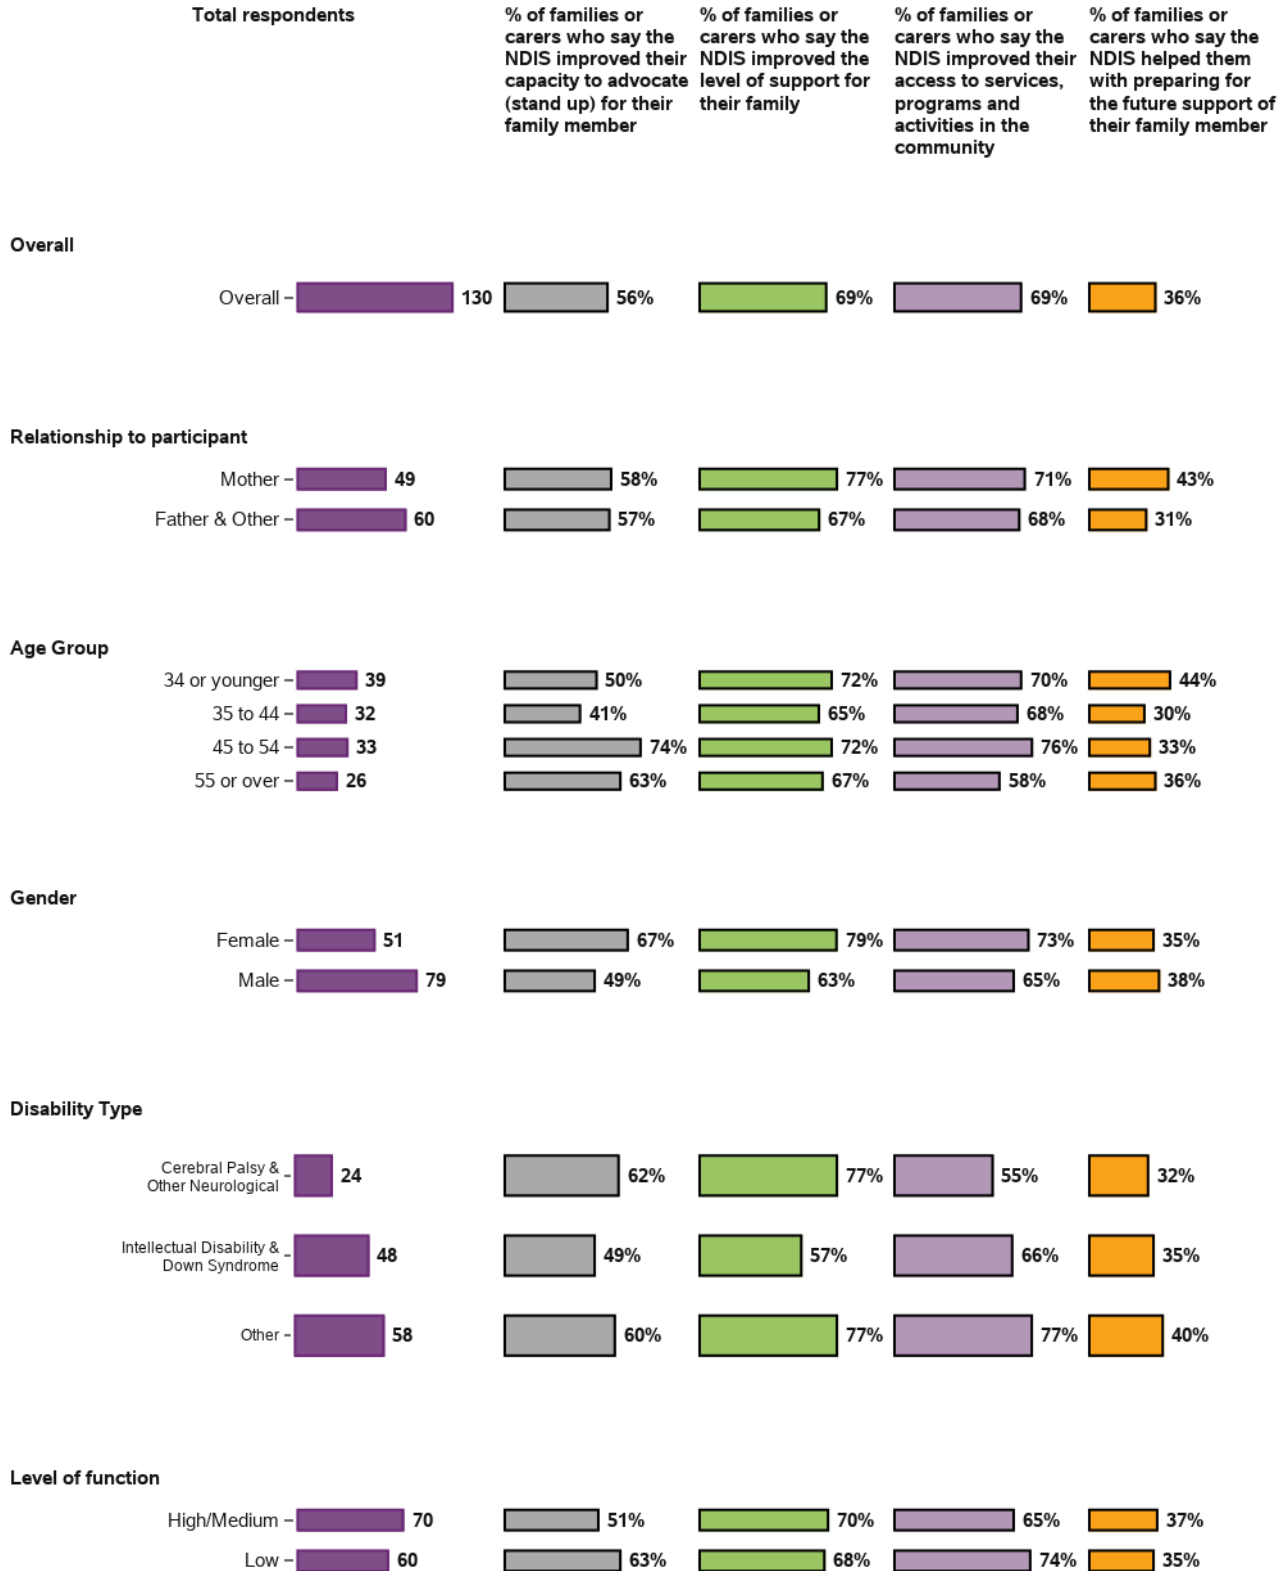 Total respondents
% of families or carers who say the NDIS improved their capacity to advocate (stand up) for their family member
% of families or carers who say the NDIS improved the level of support for their family
% of families or carers who say the NDIS improved their access to services, programs and activities in the community
% of families or carers who say the NDIS helped them with preparing for the future support of their family member
Overall
Overall 130 56% 69% 69% 36%
Relationship to participant
Mother 49 58% 77% 71% 43%
Father & Other 60 57% 67% 68% 31%
Age Group
34 or younger 39 50% 72% 70% 44%
35 to 44 32 41% 65% 68% 30%
45 to 54 33 74% 72% 76% 33%
55 or over 26 63% 67% 58% 36%
Gender
Female 51 67% 79% 73% 35%
Male 79 49% 63% 65% 38%
Disability Type
Cerebral Palsy &
Other Neurological 24 62% 77% 55% 32%
Intellectual Disability &
Down Syndrome 48 49% 57% 66% 35%
Other 58 60% 77% 77% 40%
Level of function
High/Medium 70 51% 70% 65% 37%
Low 60 63% 68% 74% 35%